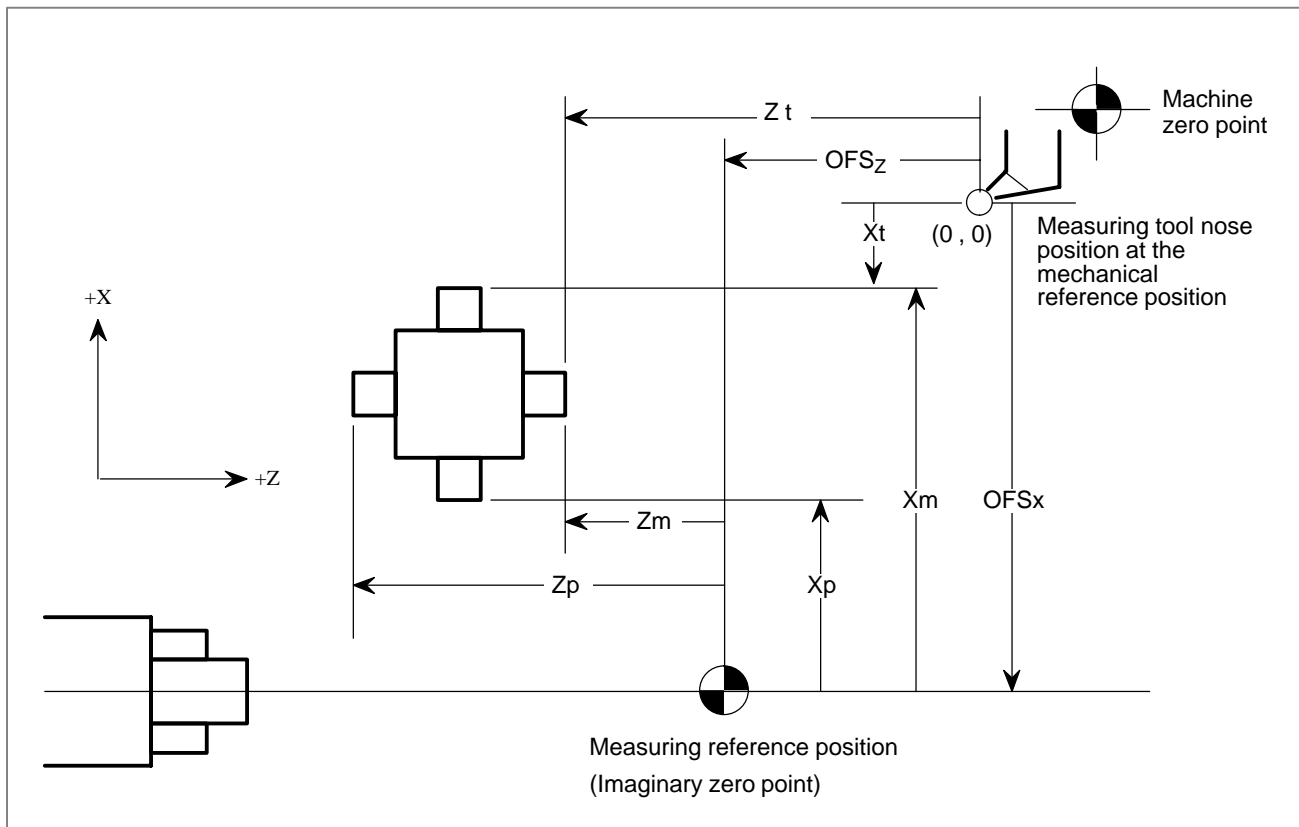 Z t
Machine
zero point
OFSZ
Xt
(0 , 0)
Measuring tool nose
position at the
mechanical
reference position
+X
+Z
Xm
OFSx
Zm
Zp
Xp
Measuring reference position
(Imaginary zero point)